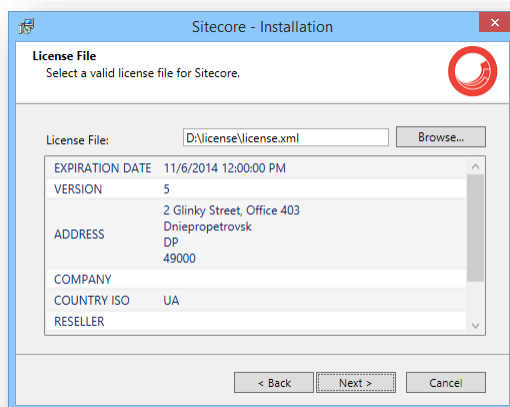 Sitecore - Installation
License File
Select a valid license file for Sitecore.
License File: D:\license\license.xml Browse...
EXPIRATION DATE 11/6/2014 12:00:00 PM
VERSION 5
ADDRESS 2 Glinky Street, Office 403
Dniepropetrovsk
DP
49000
COMPANY
COUNTRY ISO UA
RESELLER
< Back Next > Cancel